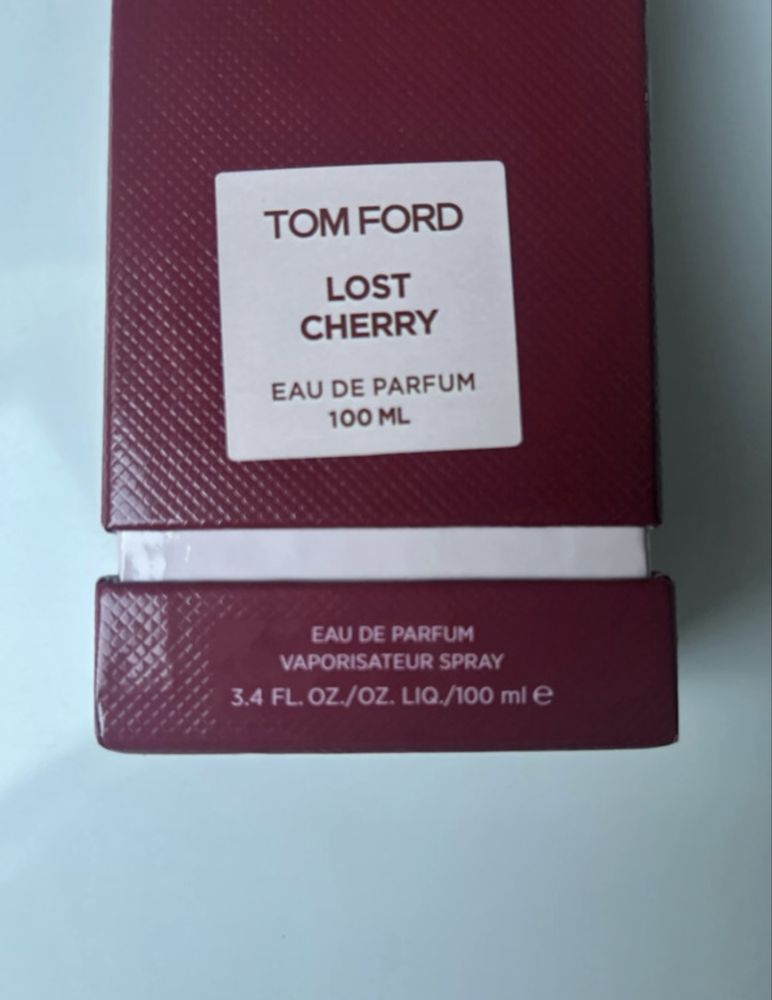 TOM FORD
LOST
CHERRY
EAU DE PARFUM
100 ML
EAU DE PARFUM
VAPORISATEUR SPRAY
3.4 FL. OZ./OZ. LIQ./100 ml ℮